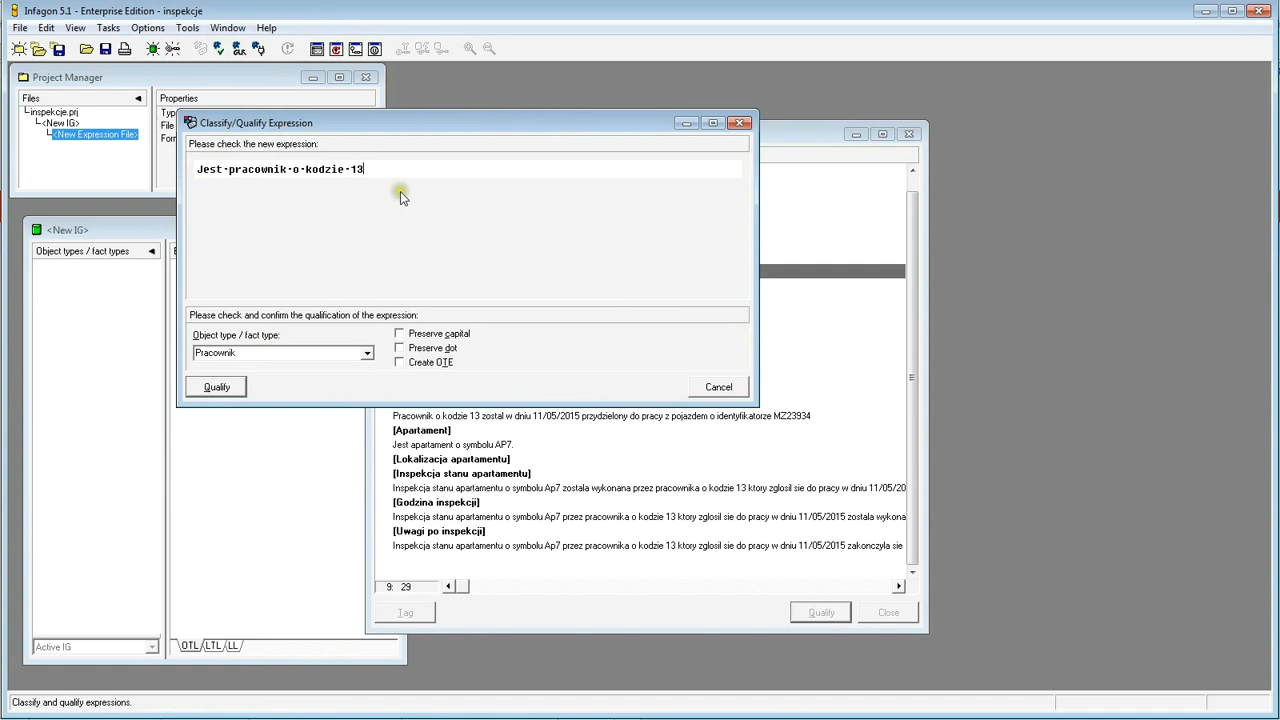 Infagon 5.1 - Enterprise Edition - inspekcje
File Edit View Tasks Options Tools Window Help
Project Manager
Files
Properties
inspekcje.prj
<New IG>
<New Expression File>
Typ
File
Forn
Classify/Qualify Expression
Please check the new expression:
Jest·pracownik·o·kodzie·13
Please check and confirm the qualification of the expression:
Object type / fact type:
Pracownik
Preserve capital
Preserve dot
Create OTE
Qualify
Cancel
<New IG>
Object types / fact types
Active IG
OTL LTL LL
Pracownik o kodzie 13 zostal w dniu 11/05/2015 przydzielony do pracy z pojazdem o identyfikatorze MZ23934
[Apartament]
Jest apartament o symbolu AP7.
[Lokalizacja apartamentu]
[Inspekcja stanu apartamentu]
Inspekcja stanu apartamentu o symbolu Ap7 zostala wykonana przez pracownika o kodzie 13 ktory zglosil sie do pracy w dniu 11/05/20
[Godzina inspekcji]
Inspekcja stanu apartamentu o symbolu Ap7 przez pracownika o kodzie 13 ktory zglosil sie do pracy w dniu 11/05/2015 zostala wykona
[Uwagi po inspekcji]
Inspekcja stanu apartamentu o symbolu Ap7 przez pracownika o kodzie 13 ktory zglosil sie do pracy w dniu 11/05/2015 zakonczyla sie
9: 29
Tag
Qualify
Close
Classify and qualify expressions.